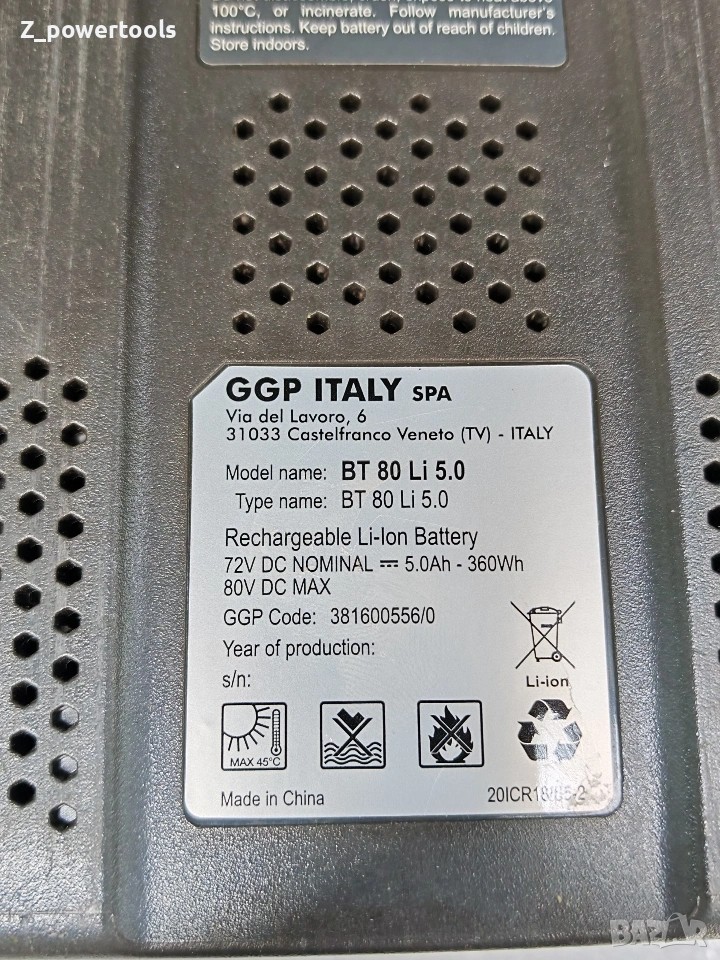 Z_powertools
100°C, or incinerate. Follow manufacturer's
instructions. Keep battery out of reach of children.
Store indoors.
GGP ITALY SPA
Via del Lavoro, 6
31033 Castelfranco Veneto (TV) - ITALY
Model name: BT 80 Li 5.0
Type name: BT 80 Li 5.0
Rechargeable Li-Ion Battery
72V DC NOMINAL ⎓ 5.0Ah - 360Wh
80V DC MAX
GGP Code: 381600556/0
Year of production:
s/n:
Li-ion
MAX 45°C
Made in China
BAZAR